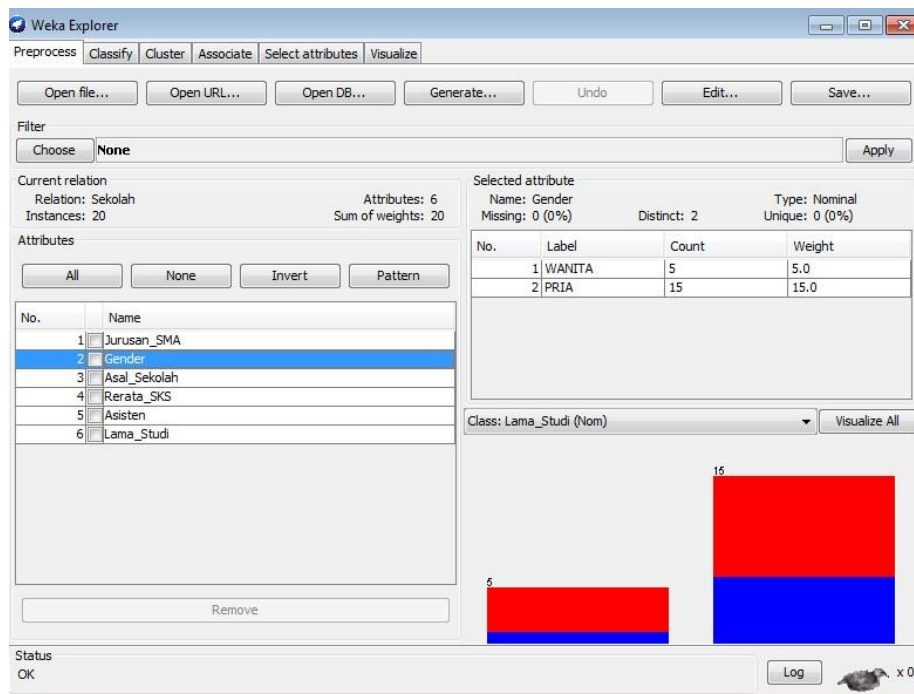 Weka Explorer
Preprocess Classify Cluster Associate Select attributes Visualize
Open file... Open URL... Open DB... Generate... Undo Edit... Save...
Filter
Choose None Apply
Current relation
Relation: Sekolah Attributes: 6
Instances: 20 Sum of weights: 20
Attributes
All None Invert Pattern
No. Name
1 Jurusan_SMA
2 Gender
3 Asal_Sekolah
4 Rerata_SKS
5 Asisten
6 Lama_Studi
Remove
Selected attribute
Name: Gender Type: Nominal
Missing: 0 (0%) Distinct: 2 Unique: 0 (0%)
No. Label Count Weight
1 WANITA 5 5.0
2 PRIA 15 15.0
Class: Lama_Studi (Nom) Visualize All
15
5
Status
OK Log x 0